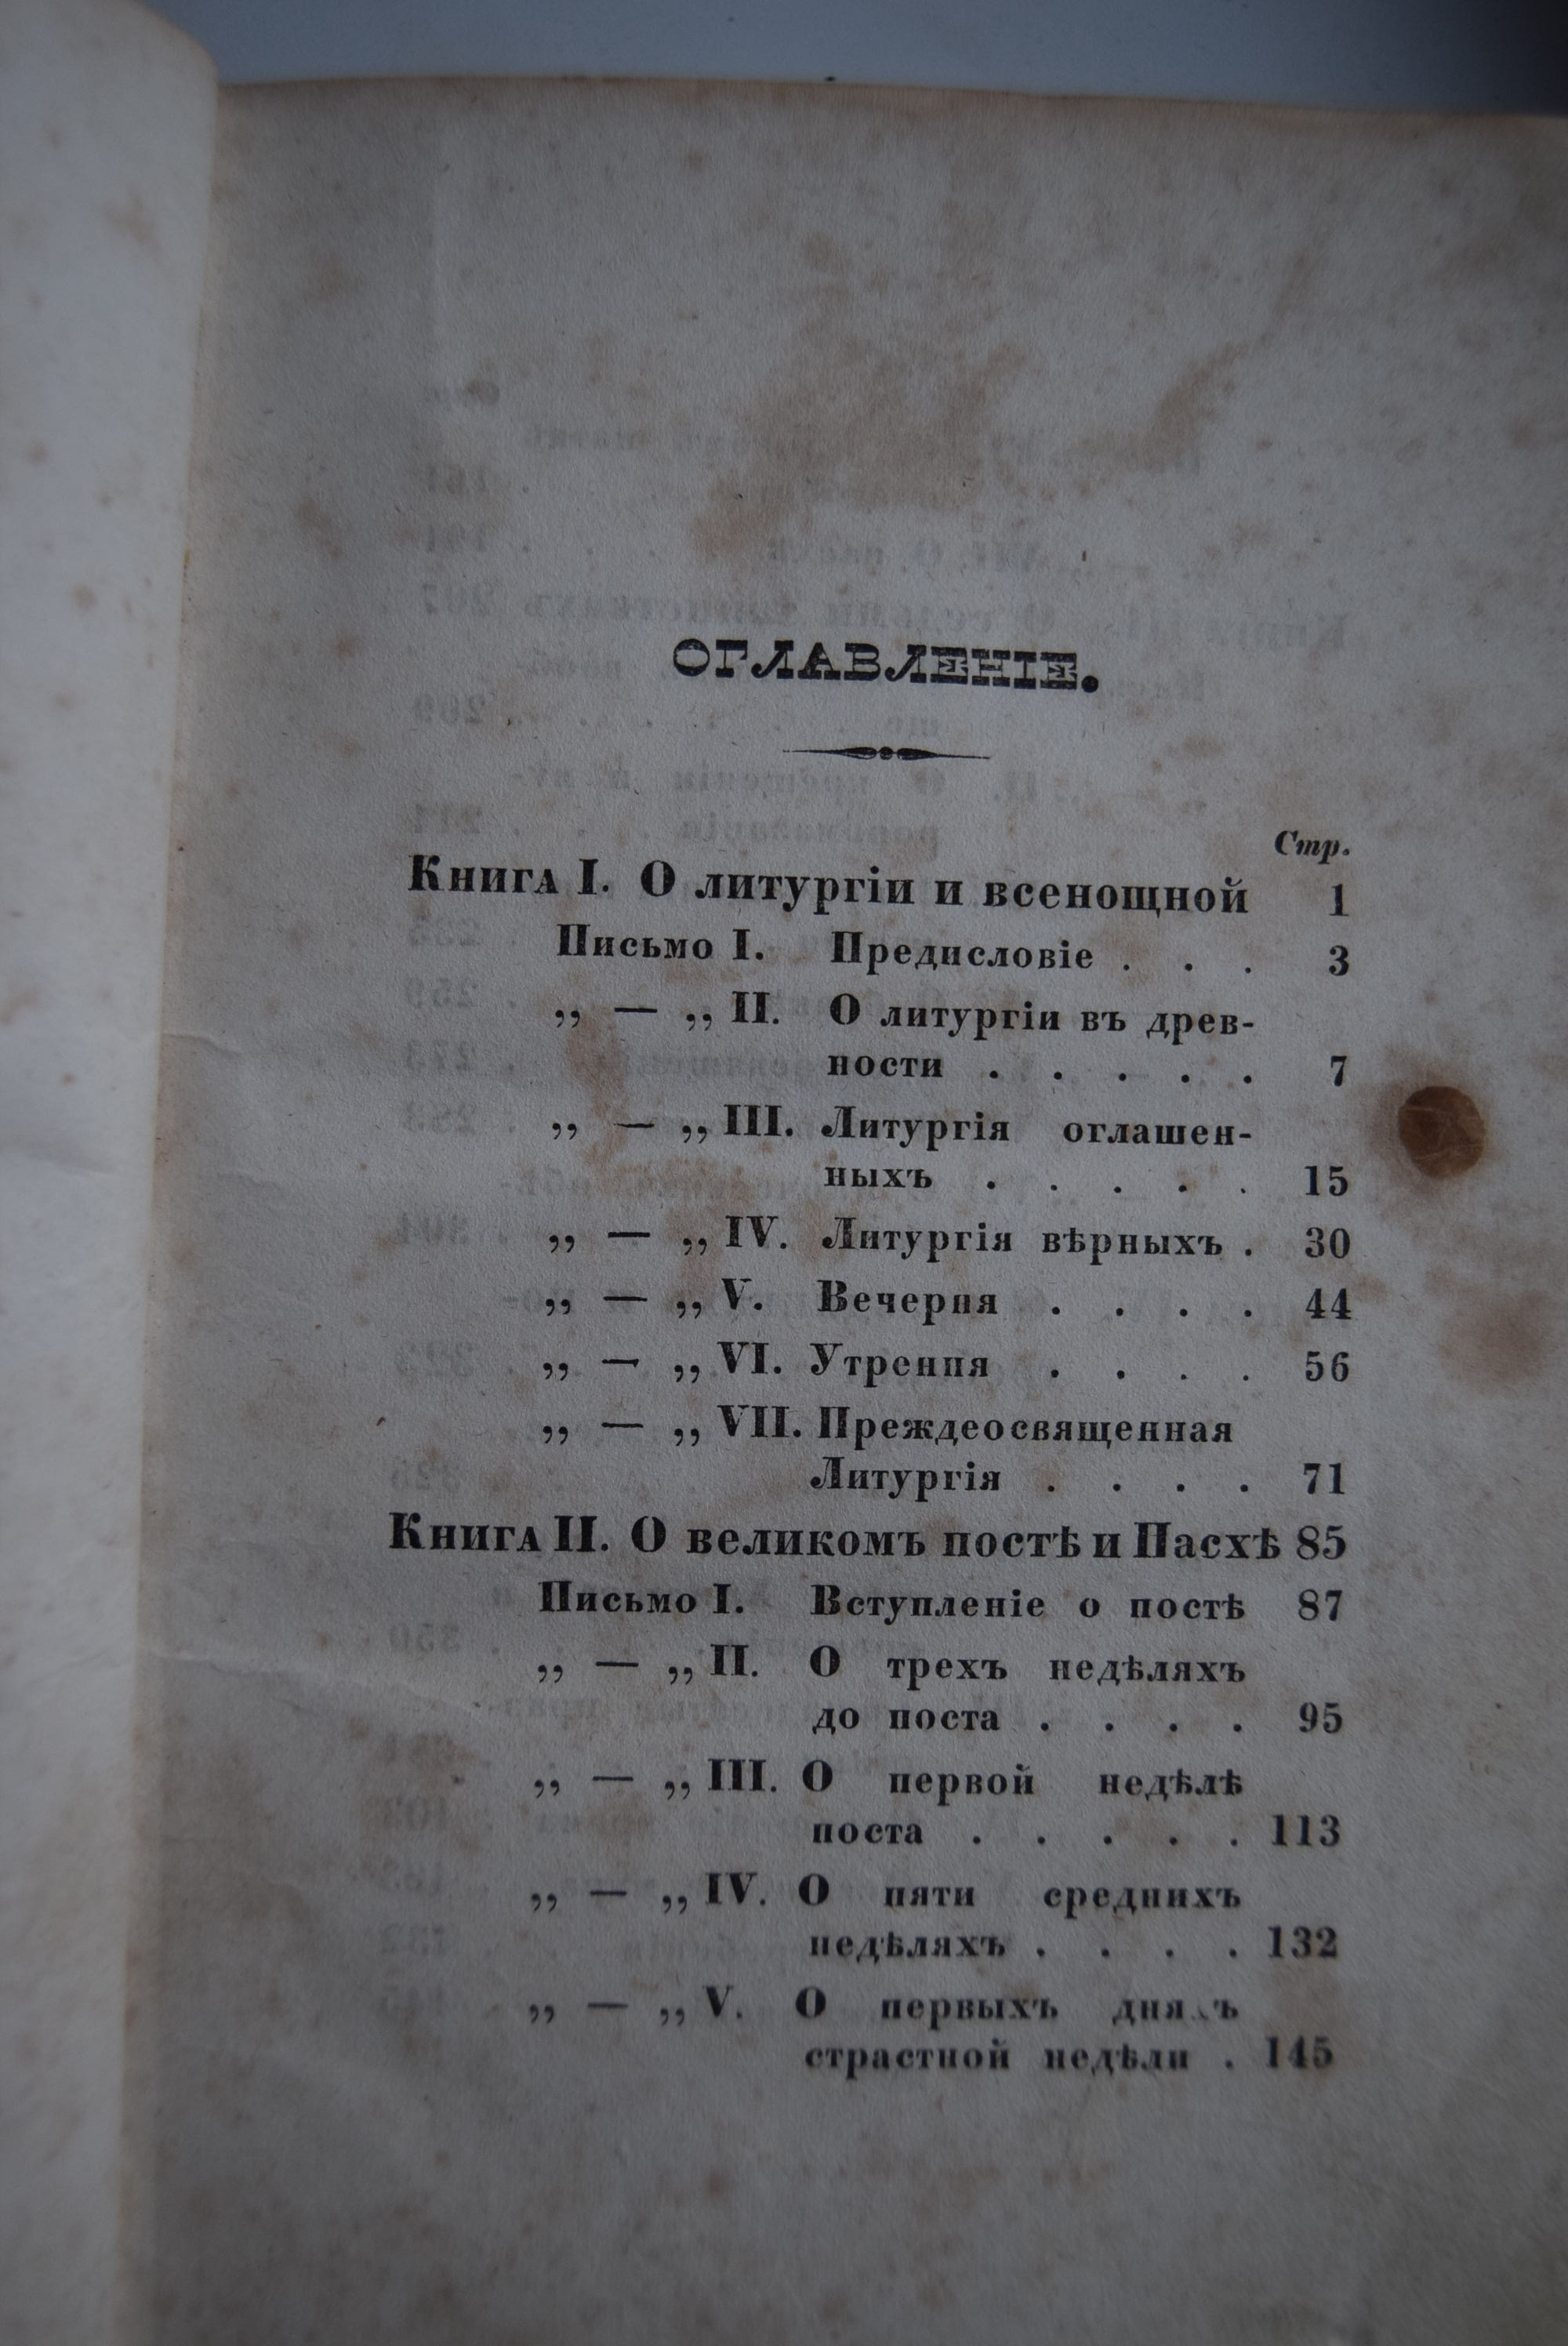 ОГЛАВЛЕНІЕ.
Стр.
Книга I. О литургіи и всенощной 1
Письмо I. Предисловіе . . . 3
„ — „ II. О литургіи въ древ-
ности . . . . . 7
„ — „ III. Литургія оглашен-
ныхъ . . . . . 15
„ — „ IV. Литургія вѣрныхъ . 30
„ — „ V. Вечерня . . . . 44
„ — „ VI. Утрення . . . . 56
„ — „ VII. Преждеосвященная
Литургія . . . . 71
Книга II. О великомъ постѣ и Пасхѣ 85
Письмо I. Вступленіе о постѣ 87
„ — „ II. О трехъ недѣляхъ
до поста . . . . 95
„ — „ III. О первой недѣлѣ
поста . . . . . 113
„ — „ IV. О пяти среднихъ
недѣляхъ . . . . 132
„ — „ V. О первыхъ дняхъ
страстной недѣли . 145